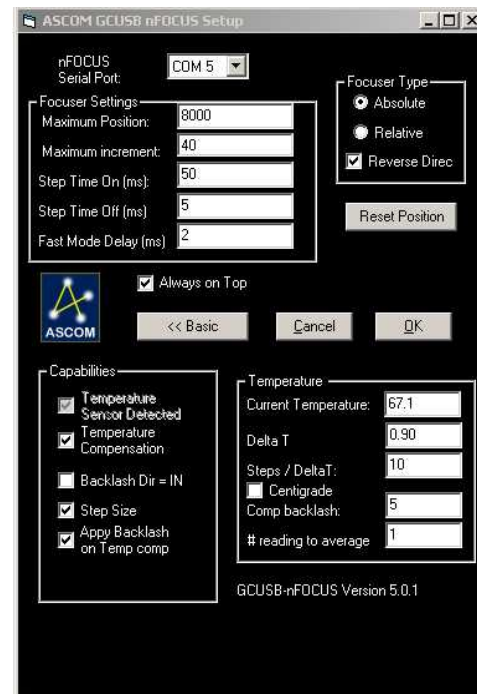 ASCOM GCUSB nFOCUS Setup
nFOCUS
Serial Port:
COM 5
Focuser Settings
Maximum Position:
8000
Maximum increment:
40
Step Time On (ms):
50
Step Time Off (ms)
5
Fast Mode Delay (ms)
2
Focuser Type
Absolute
Relative
Reverse Direc
Reset Position
ASCOM
Always on Top
<< Basic
Cancel
OK
Capabilities
Temperature
Sensor Detected
Temperature
Compensation
Backlash Dir = IN
Step Size
Appy Backlash
on Temp comp
Temperature
Current Temperature:
67.1
Delta T
0.90
Steps / DeltaT:
10
Centigrade
Comp backlash:
5
# reading to average
1
GCUSB-nFOCUS Version 5.0.1